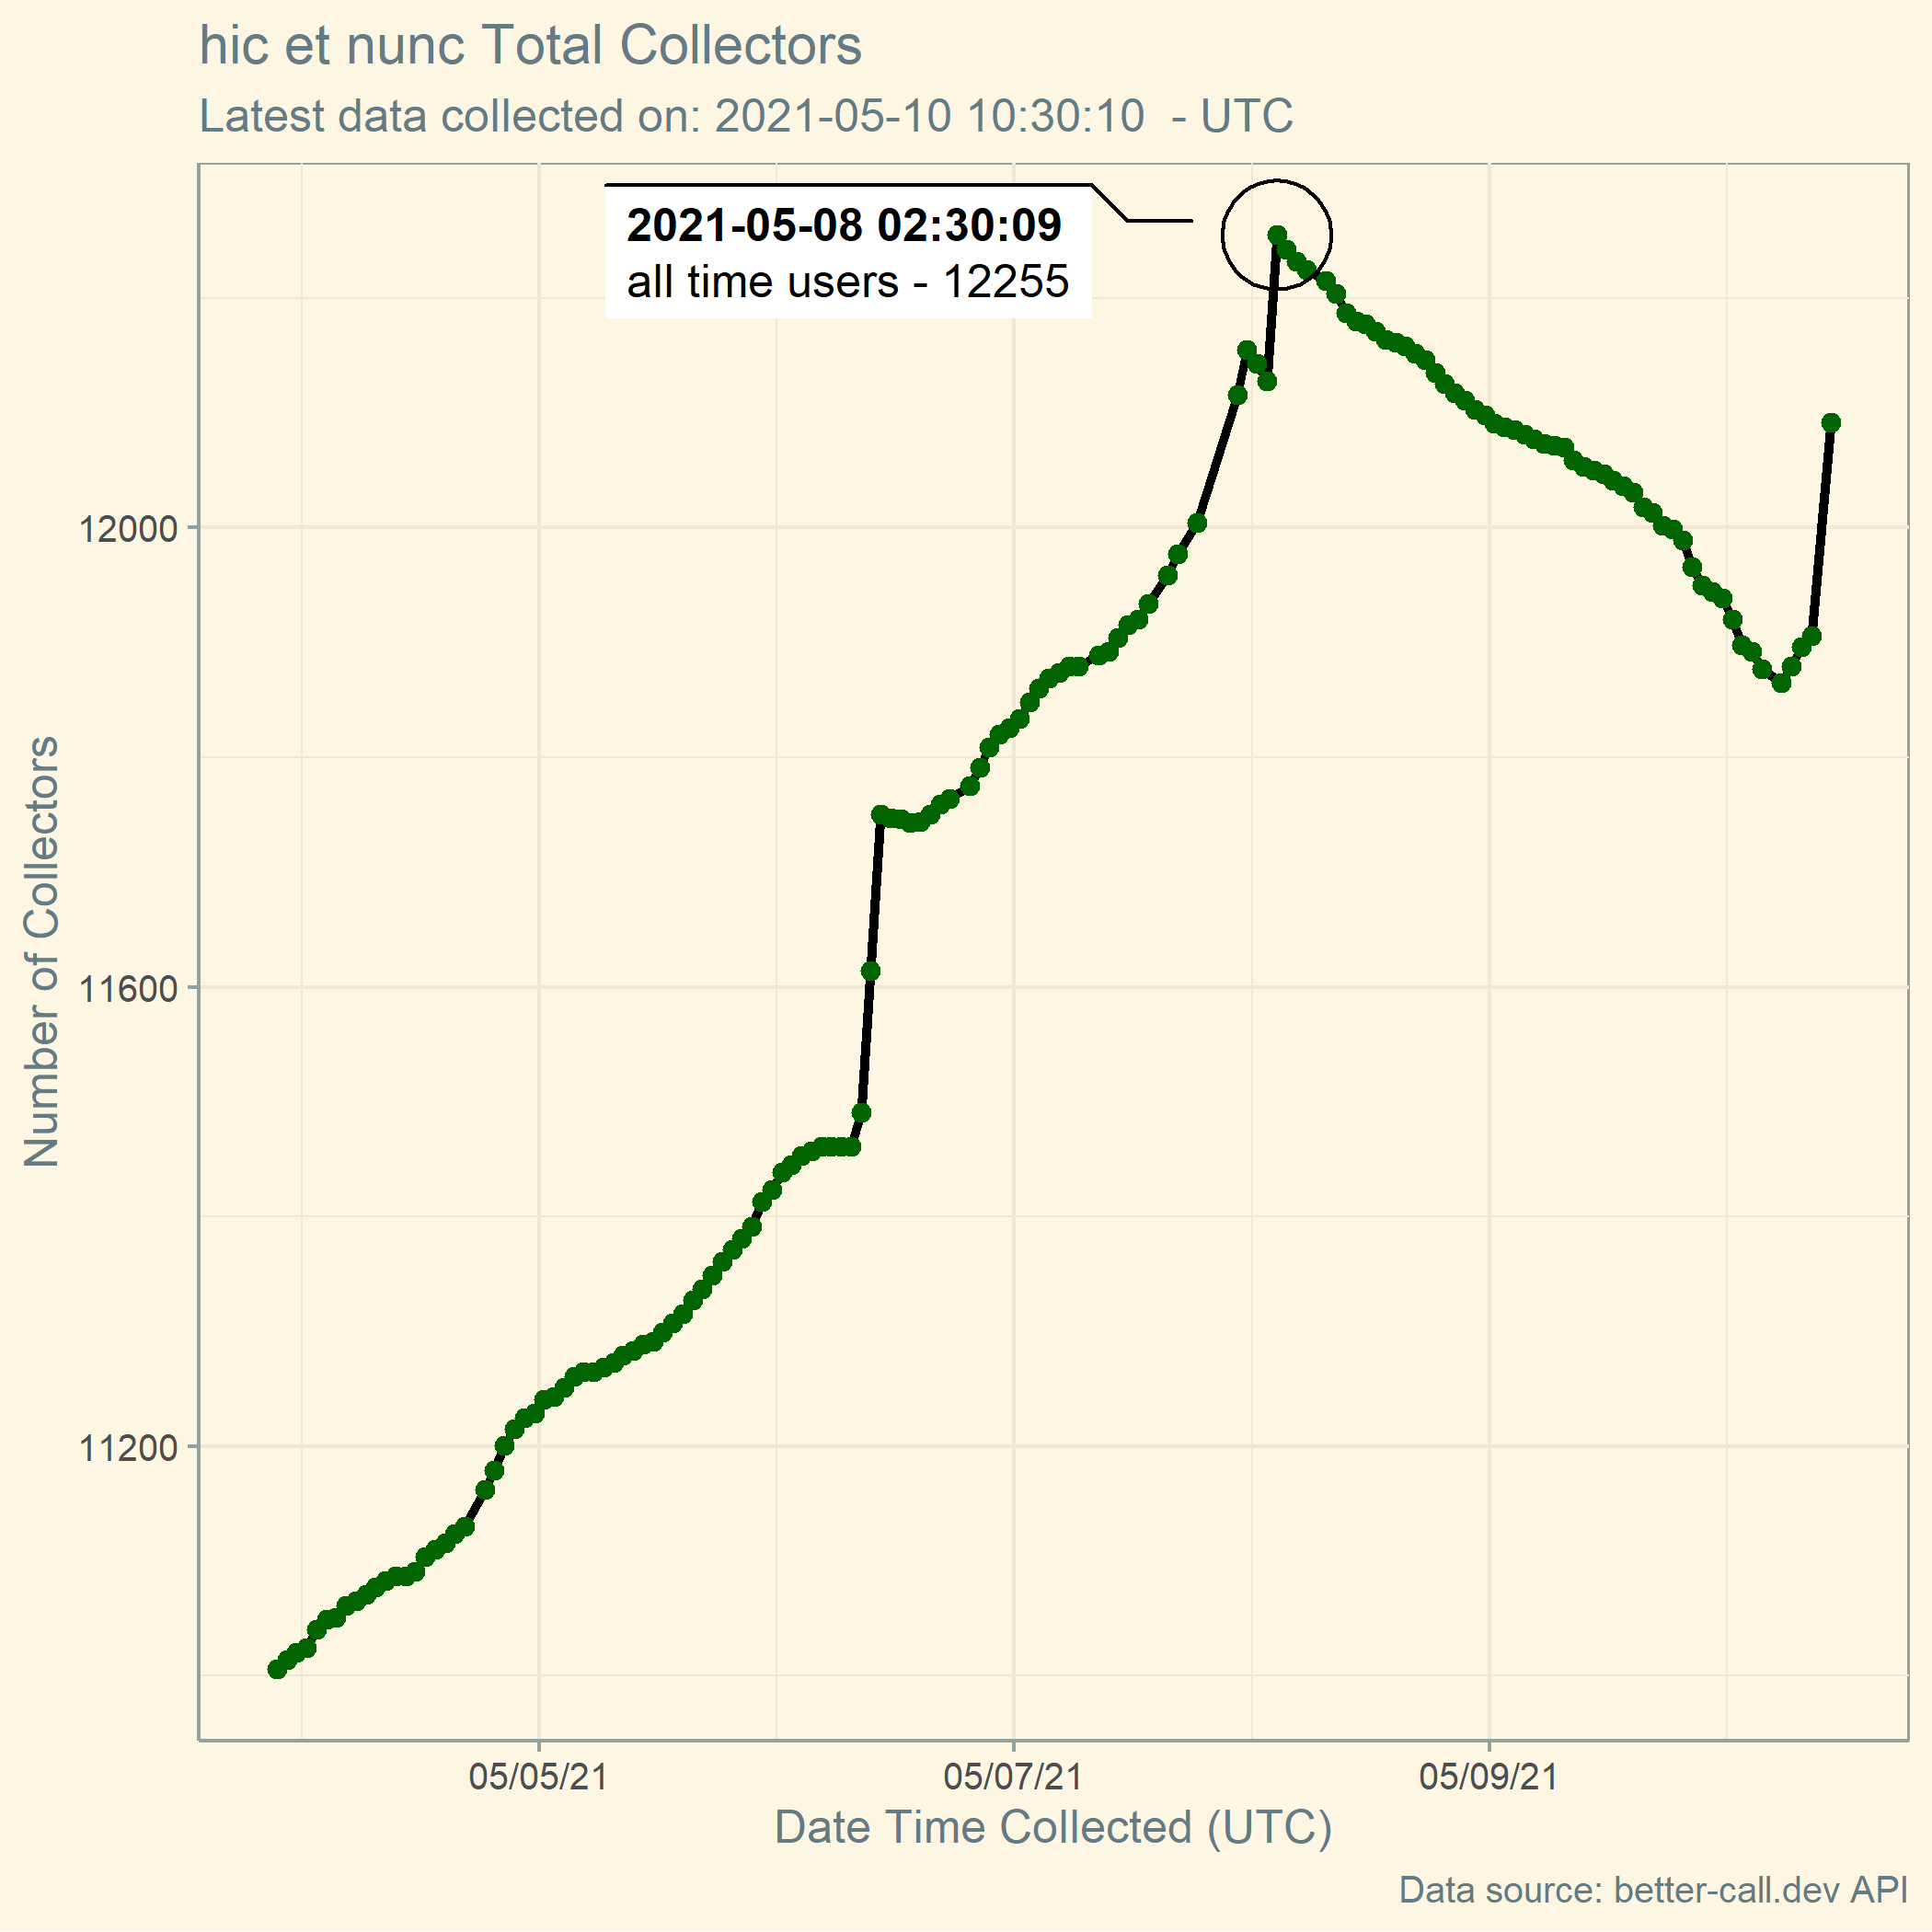 hic et nunc Total Collectors
Latest data collected on: 2021-05-10 10:30:10  - UTC
2021-05-08 02:30:09
all time users - 12255
Number of Collectors
12000
11600
11200
05/05/21
05/07/21
05/09/21
Date Time Collected (UTC)
Data source: better-call.dev API